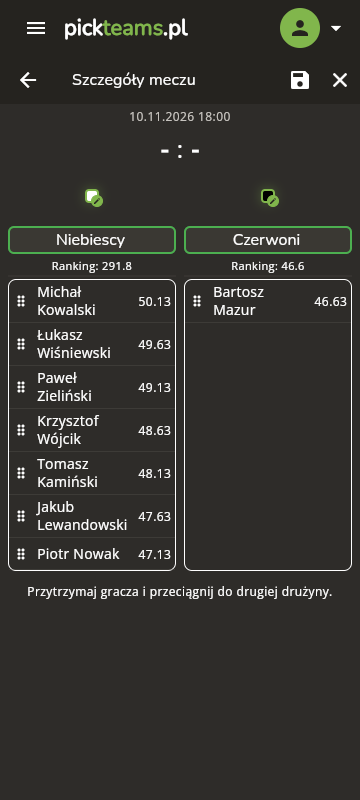 pickteams.pl
Szczegóły meczu
10.11.2026 18:00
- : -
Niebiescy
Czerwoni
Ranking: 291.8
Ranking: 46.6
Michał
Kowalski
50.13
Łukasz
Wiśniewski
49.63
Paweł
Zieliński
49.13
Krzysztof
Wójcik
48.63
Tomasz
Kamiński
48.13
Jakub
Lewandowski
47.63
Piotr Nowak
47.13
Bartosz
Mazur
46.63
Przytrzymaj gracza i przeciągnij do drugiej drużyny.